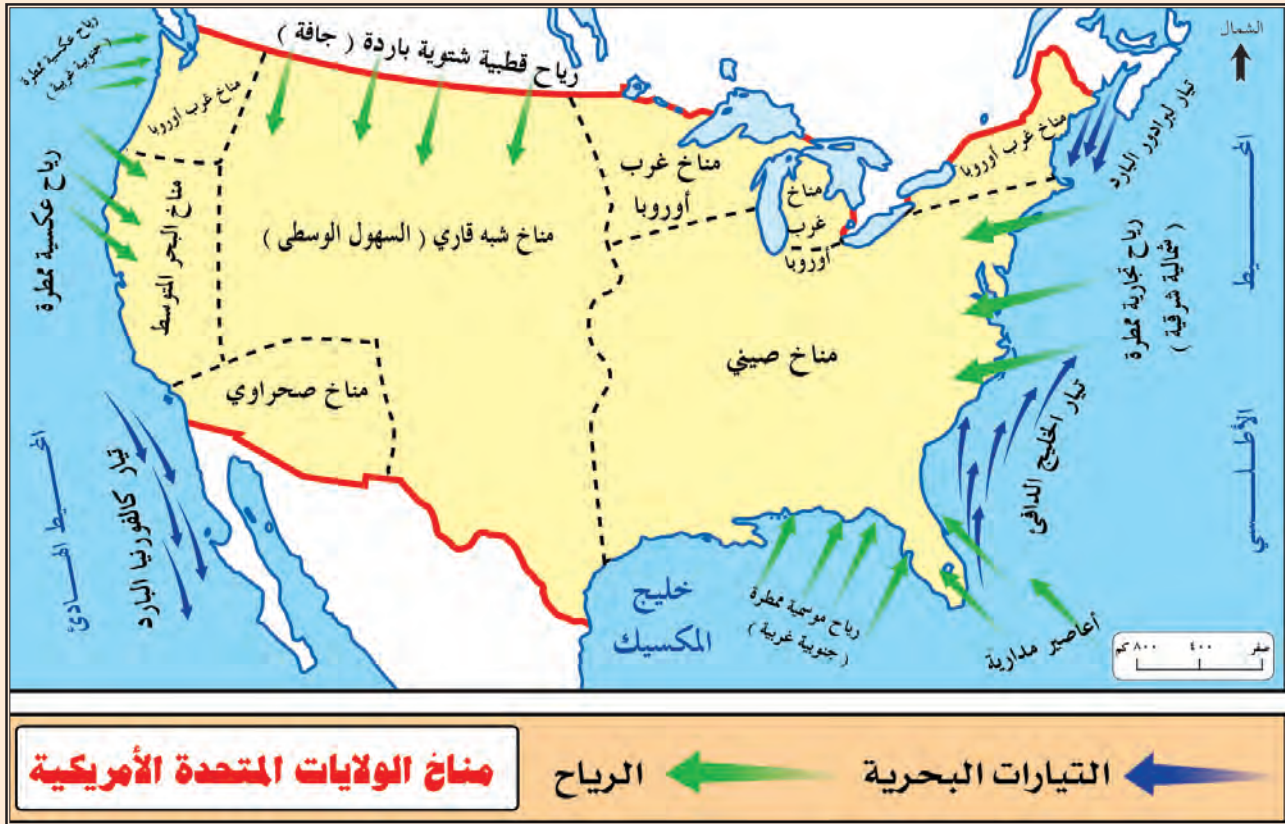 رياح عكسية ممطرة
( جنوبية غربية )
رياح قطبية شتوية باردة ( جافة )
الشمال
مناخ غرب أوروبا
رياح عكسية ممطرة
مناخ البحر المتوسط
مناخ شبه قاري ( السهول الوسطى )
مناخ غرب
أوروبا
مناخ
غرب
أوروبا
مناخ غرب أوروبا
تيار لبرادور البارد
رياح تجارية ممطرة
( شمالية شرقية )
المحيط
الأطلسي
مناخ صحراوي
مناخ صيني
تيار الخليج الدافئ
المحيط الهادئ
تيار كالفورنيا البارد
خليج
المكسيك
رياح موسمية ممطرة
( جنوبية غربية )
أعاصير مدارية
صفر ٤٠٠ ٨٠٠ كم
مناخ الولايات المتحدة الأمريكية
الرياح
التيارات البحرية